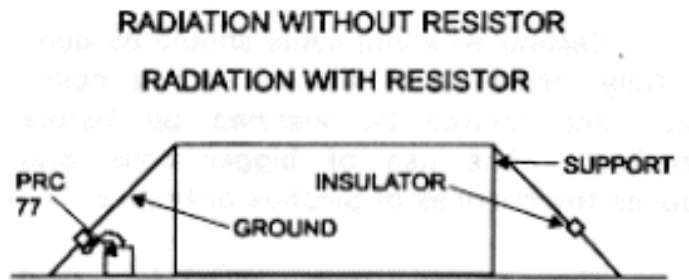 RADIATION WITHOUT RESISTOR
RADIATION WITH RESISTOR
PRC
77
GROUND
INSULATOR
SUPPORT